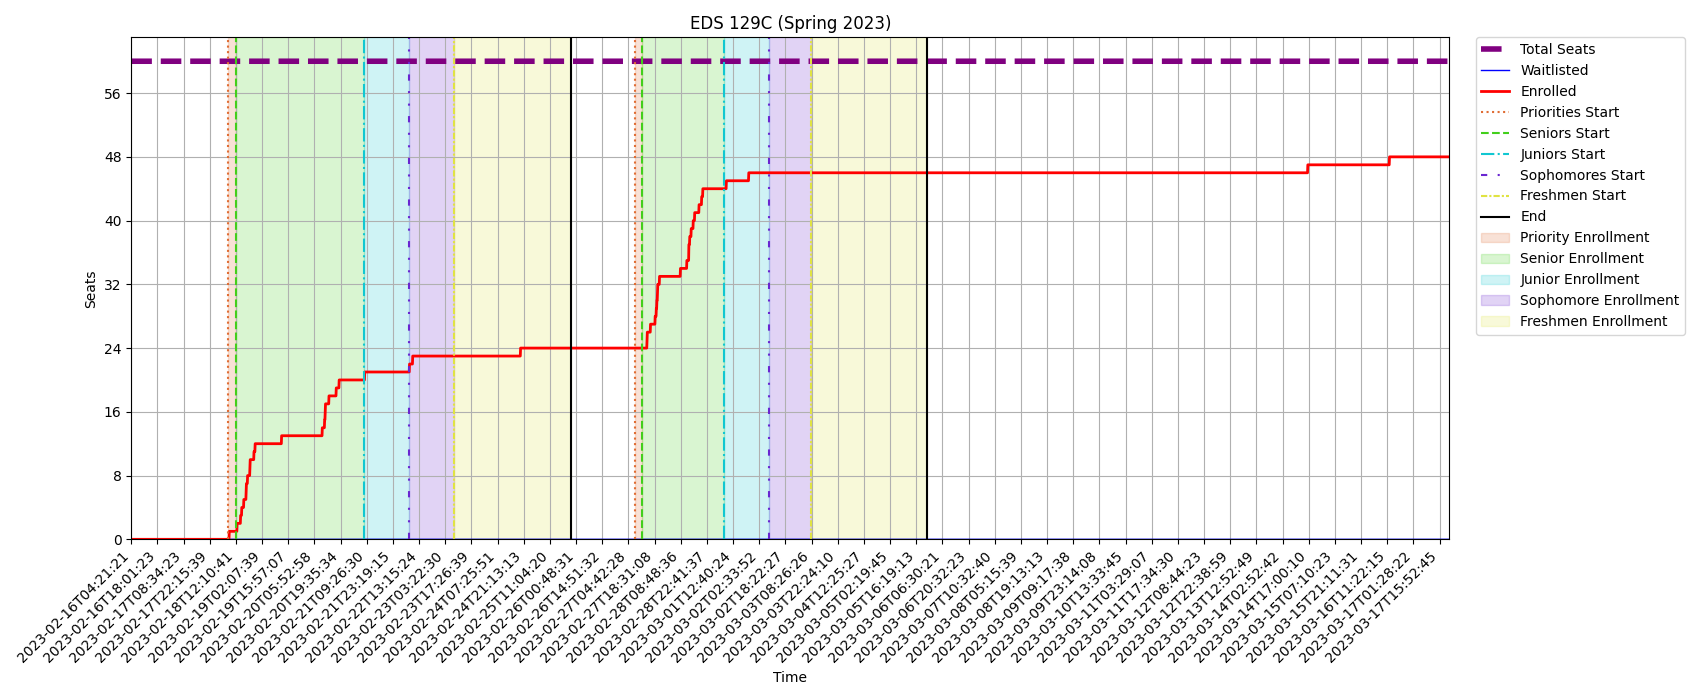 EDS 129C (Spring 2023)
Seats
56
48
40
32
24
16
8
0
2023-02-16T04:21:21
2023-02-16T18:01:23
2023-02-17T08:34:23
2023-02-17T22:15:39
2023-02-18T12:10:41
2023-02-19T02:07:39
2023-02-19T15:57:07
2023-02-20T05:52:58
2023-02-20T19:35:34
2023-02-21T09:26:30
2023-02-21T23:19:15
2023-02-22T13:15:24
2023-02-23T03:22:30
2023-02-23T17:26:39
2023-02-24T07:25:51
2023-02-24T21:13:13
2023-02-25T11:04:20
2023-02-26T00:48:31
2023-02-26T14:51:32
2023-02-27T04:42:28
2023-02-27T18:31:08
2023-02-28T08:48:36
2023-02-28T22:41:37
2023-03-01T12:40:24
2023-03-02T02:33:52
2023-03-02T18:22:27
2023-03-03T08:26:26
2023-03-03T22:24:10
2023-03-04T12:25:27
2023-03-05T02:19:45
2023-03-05T16:19:13
2023-03-06T06:30:21
2023-03-06T20:32:23
2023-03-07T10:32:40
2023-03-08T05:15:39
2023-03-08T19:13:13
2023-03-09T09:17:38
2023-03-09T23:14:08
2023-03-10T13:33:45
2023-03-11T03:29:07
2023-03-11T17:34:30
2023-03-12T08:44:23
2023-03-12T22:38:59
2023-03-13T12:52:49
2023-03-14T02:52:42
2023-03-14T17:00:10
2023-03-15T07:10:23
2023-03-15T21:11:31
2023-03-16T11:22:15
2023-03-17T01:28:22
2023-03-17T15:52:45
Time
Total Seats
Waitlisted
Enrolled
Priorities Start
Seniors Start
Juniors Start
Sophomores Start
Freshmen Start
End
Priority Enrollment
Senior Enrollment
Junior Enrollment
Sophomore Enrollment
Freshmen Enrollment